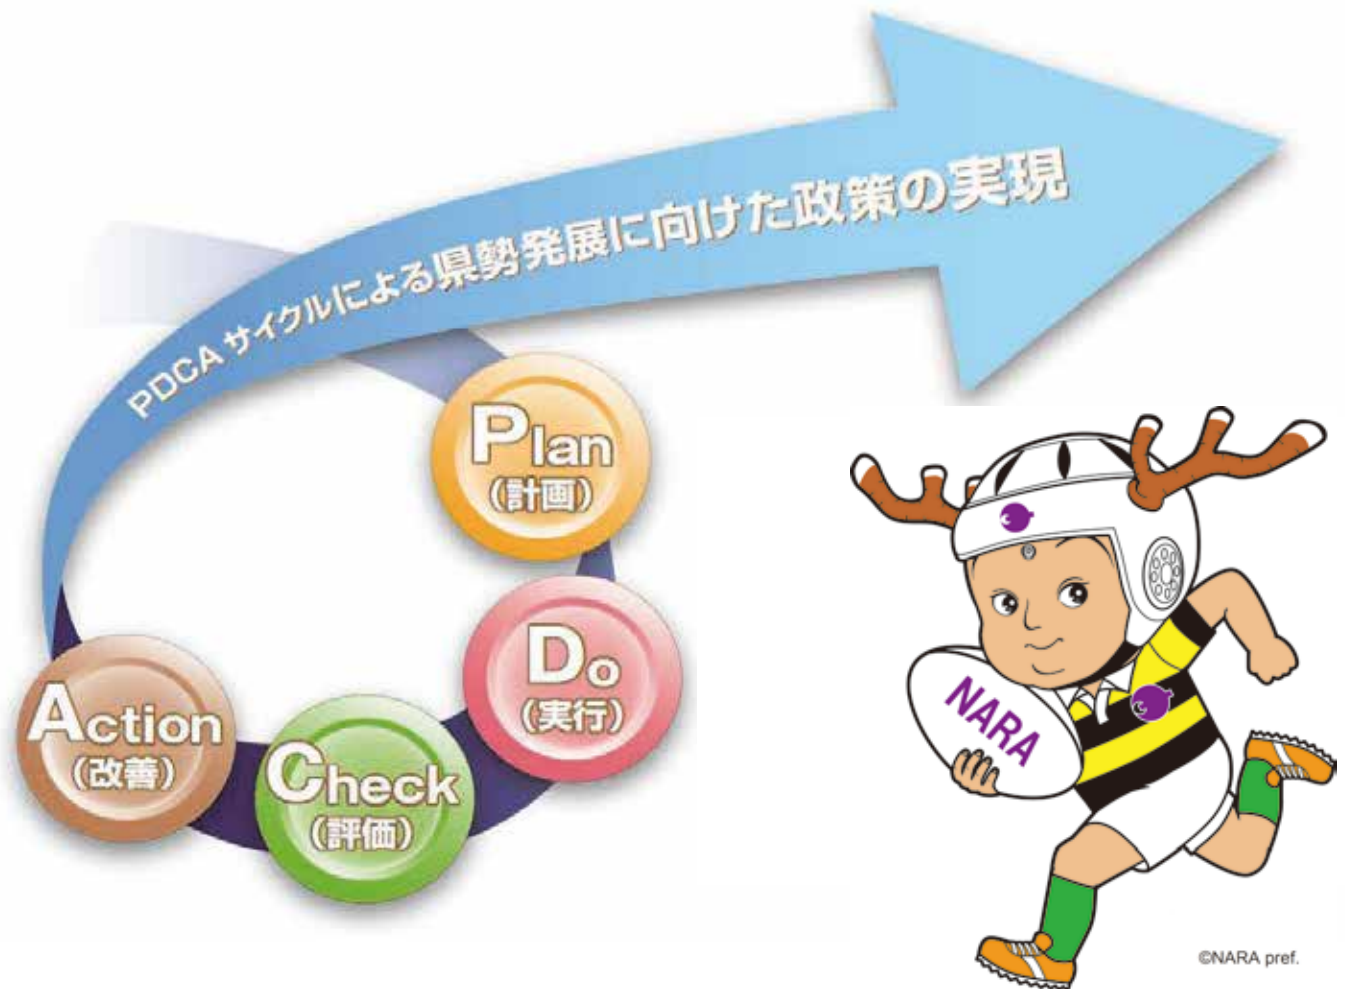 PDCA サイクルによる県勢発展に向けた政策の実現
Plan
(計画)
Do
(実行)
Check
(評価)
Action
(改善)
NARA
©NARA pref.